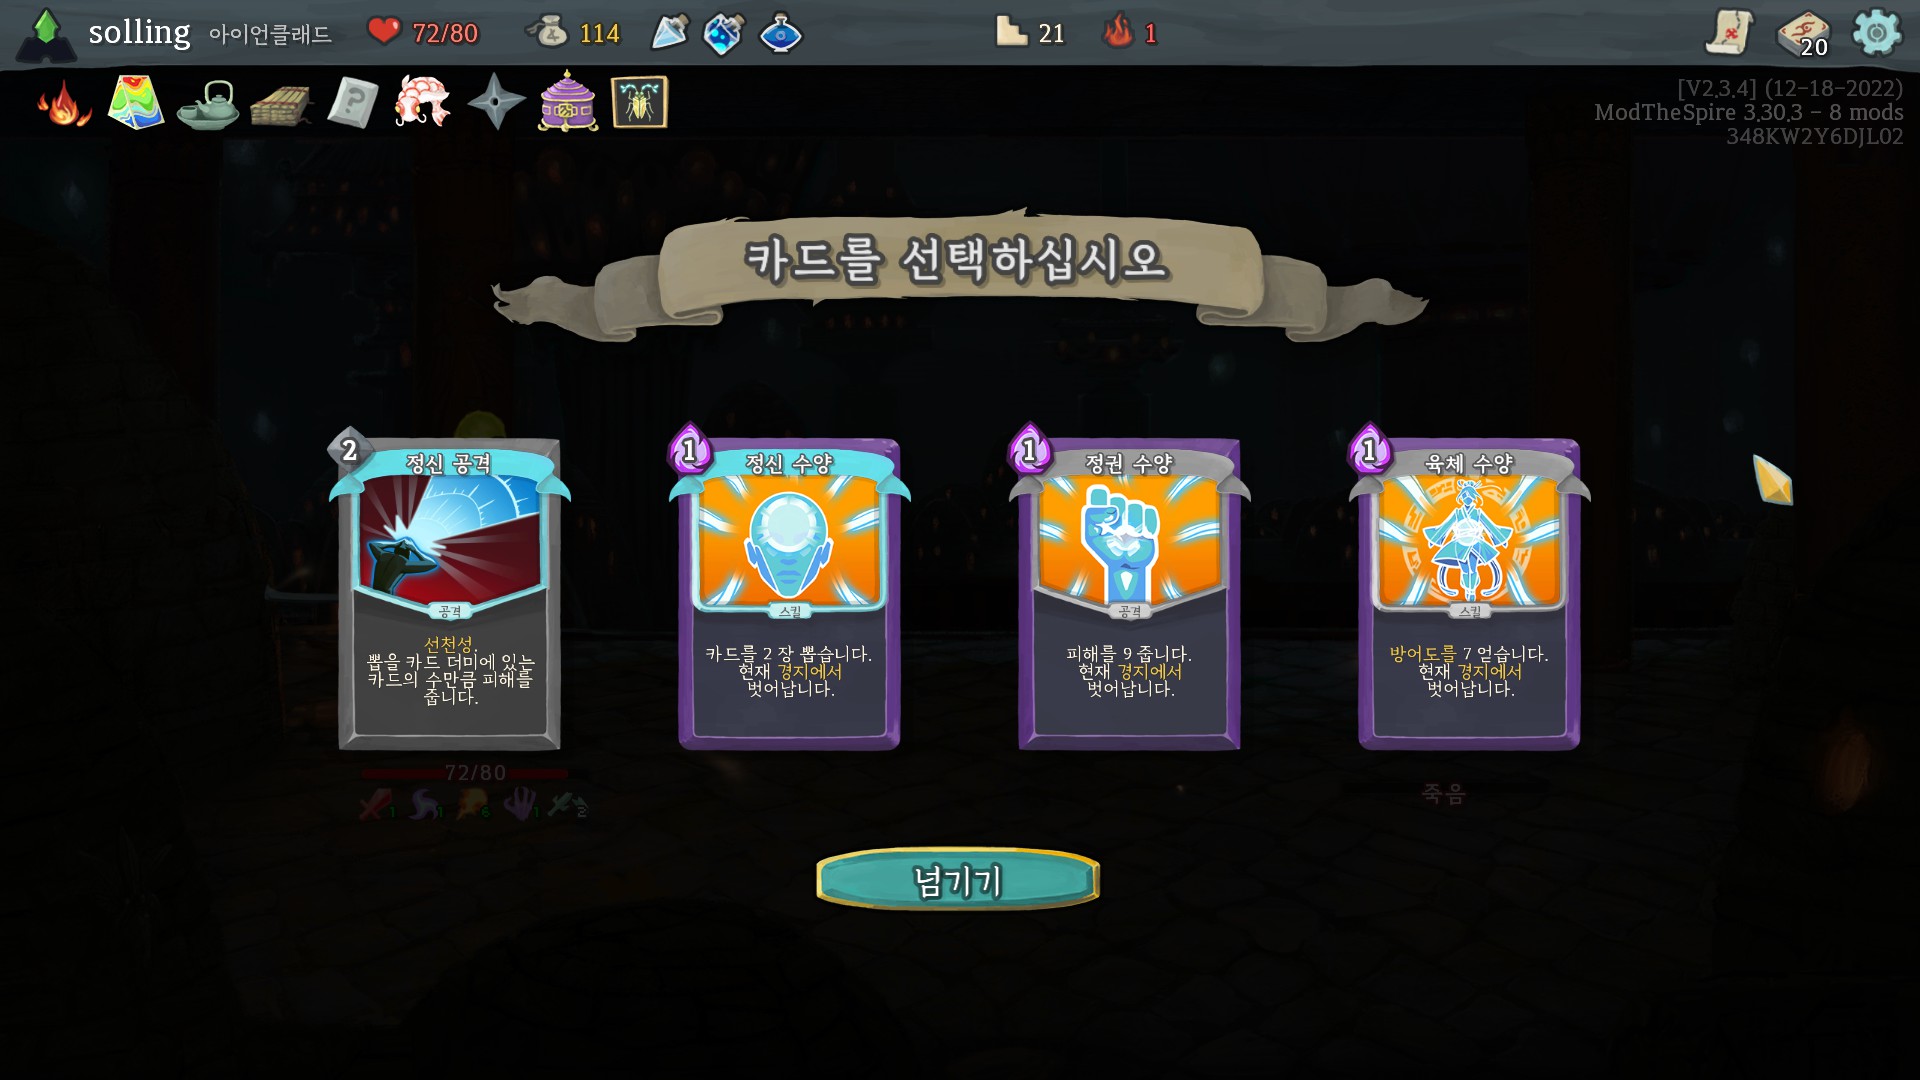 solling 아이언클래드 72/80 114 21 1 20
[V2.3.4] (12-18-2022)
ModTheSpire 3.30.3 - 8 mods
348KW2Y6DJL02
카드를 선택하십시오
2
정신 공격
공격
선천성.
뽑을 카드 더미에 있는
카드의 수만큼 피해를
줍니다.
1
정신 수양
스킬
카드를 2 장 뽑습니다.
현재 경지에서
벗어납니다.
1
정권 수양
공격
피해를 9 줍니다.
현재 경지에서
벗어납니다.
1
육체 수양
스킬
방어도를 7 얻습니다.
현재 경지에서
벗어납니다.
72/80
1 1 6 1 2
죽음
넘기기